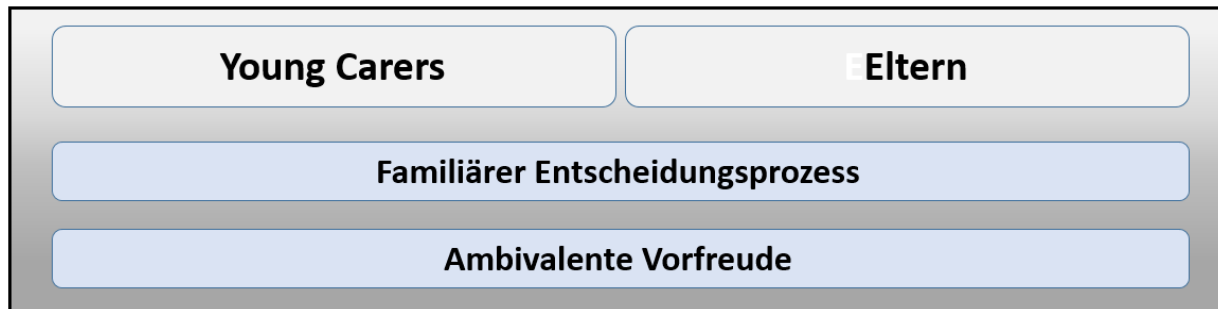 Young Carers
Eltern
Familiärer Entscheidungsprozess
Ambivalente Vorfreude